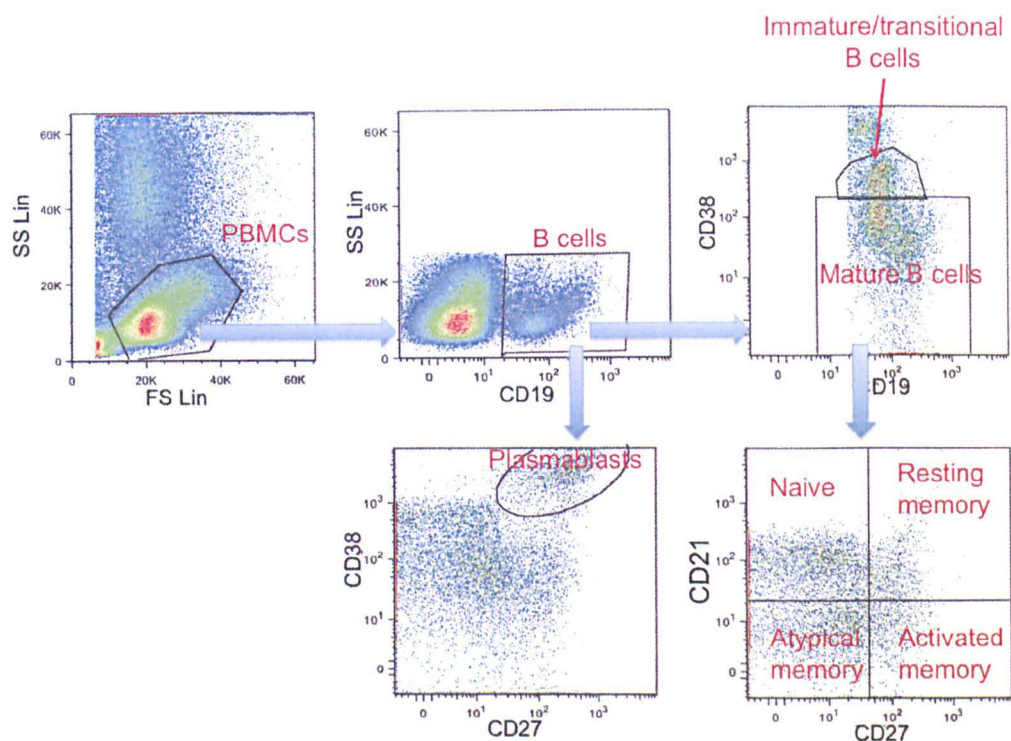 Immature/transitional
B cells
60K
40K
20K
0
SS Lin
PBMCs
0
20K
40K
60K
FS Lin
60K
40K
20K
0
SS Lin
B cells
0
10¹
10²
10³
CD19
10³
10²
10¹
CD38
Mature B cells
10¹
10²
10³
D19
Plasmablasts
10³
10²
10¹
0
CD38
0
10¹
10²
10³
CD27
Naive
Resting
memory
10³
10²
10¹
0
CD21
Atypical
memory
Activated
memory
0
10¹
10²
10³
CD27